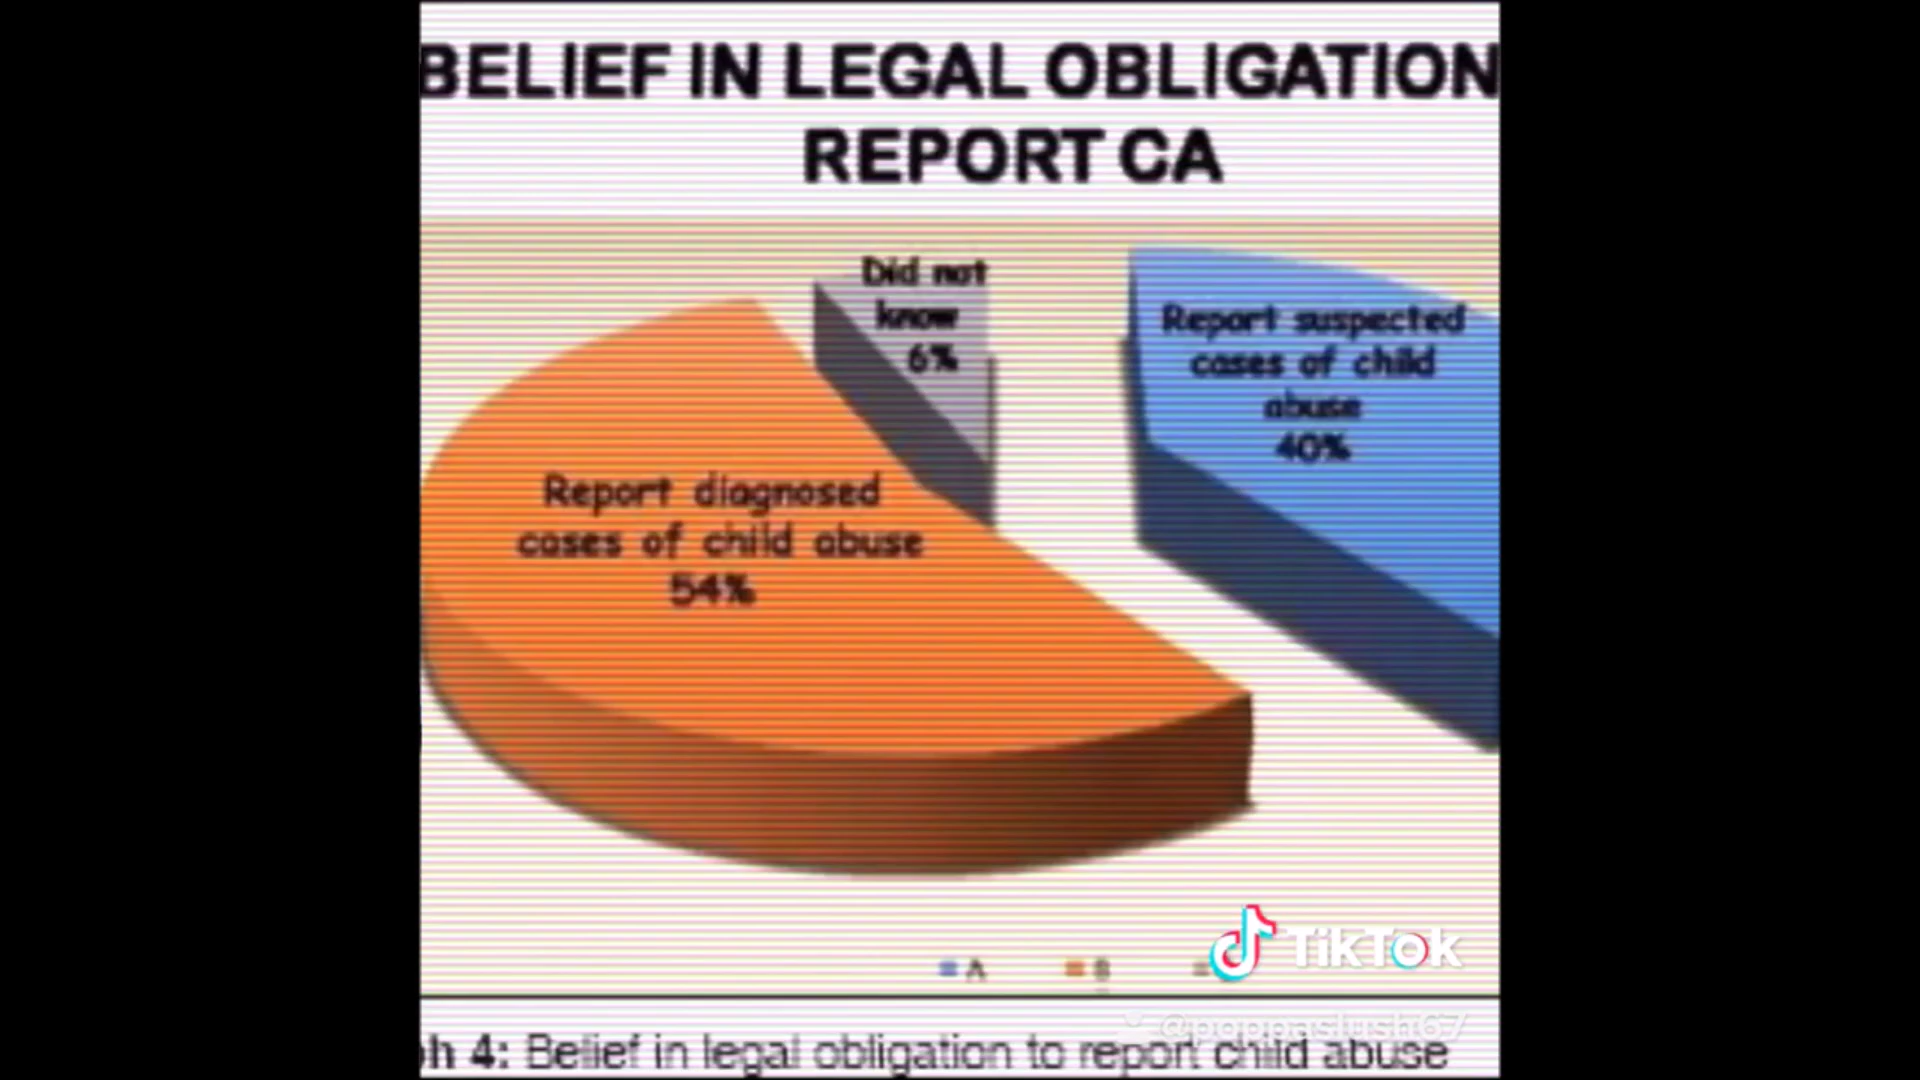 BELIEF IN LEGAL OBLIGATION
REPORT CA
Did not
know
6%
Report suspected
cases of child
abuse
40%
Report diagnosed
cases of child abuse
54%
A
B
TikTok
@poppaslush67
h 4: Belief in legal obligation to report child abuse